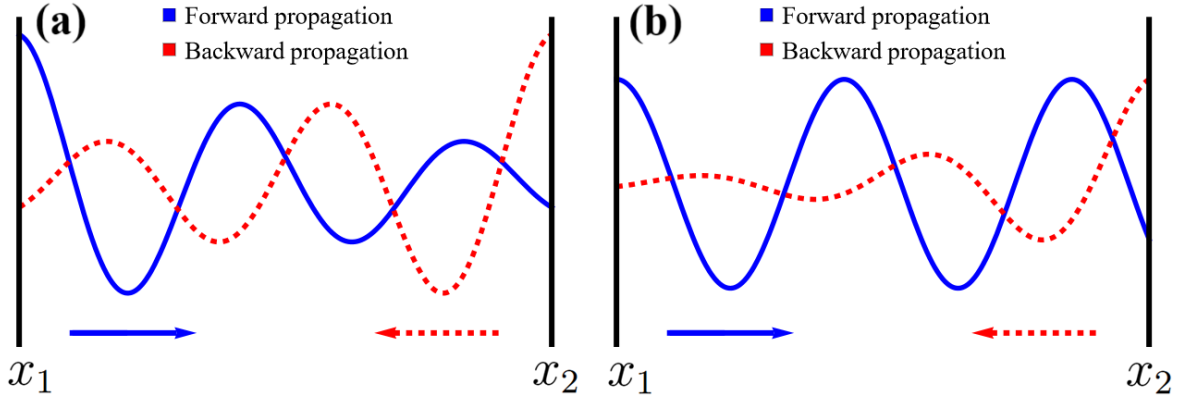 (a)
Forward propagation
Backward propagation
x1
x2
(b)
Forward propagation
Backward propagation
x1
x2